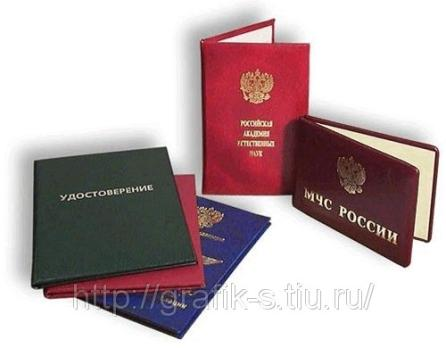 РОССИЙСКАЯ
АКАДЕМИЯ
ЕСТЕСТВЕННЫХ
НАУК
МЧС РОССИИ
УДОСТОВЕРЕНИЕ
http://grafik-s.tiu.ru/